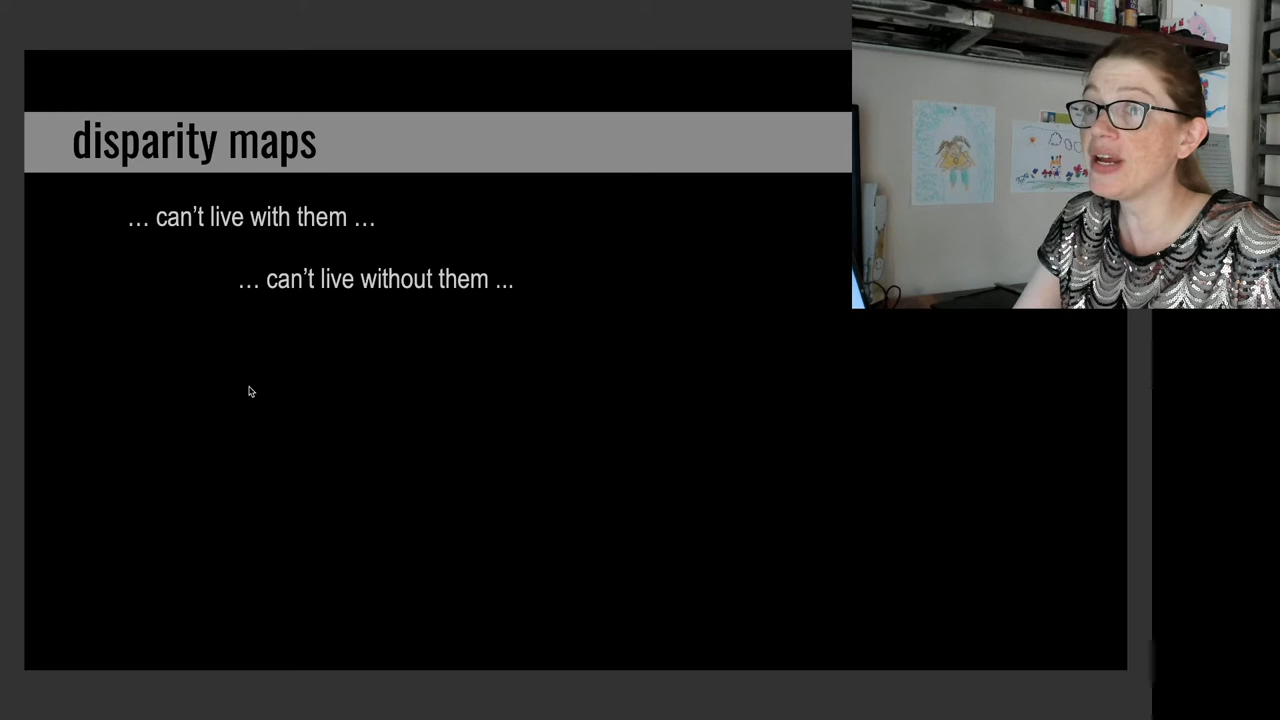 disparity maps
… can’t live with them …
… can’t live without them ...